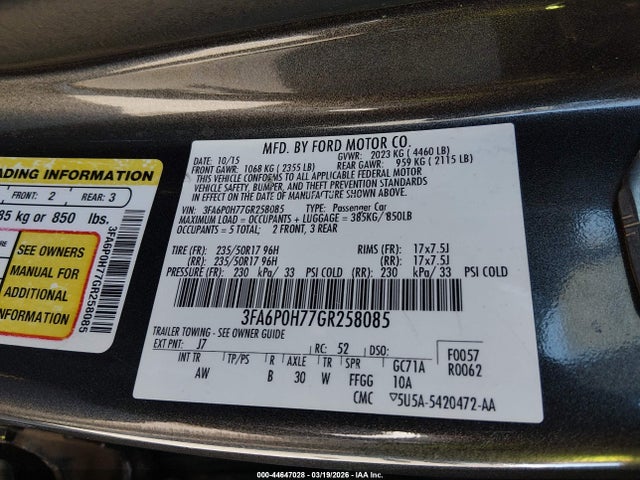 ADING INFORMATION
FRONT: 2 REAR: 3
85 kg or 850 lbs.
SEE OWNERS
MANUAL FOR
ADDITIONAL
INFORMATION
3FA6P0H77GR258085
MFD. BY FORD MOTOR CO.
DATE: 10/15 GVWR: 2023 KG ( 4460 LB)
FRONT GAWR: 1068 KG ( 2355 LB) REAR GAWR: 959 KG ( 2115 LB)
THIS VEHICLE CONFORMS TO ALL APPLICABLE FEDERAL MOTOR
VEHICLE SAFETY, BUMPER, AND THEFT PREVENTION STANDARDS
IN EFFECT ON THE DATE OF MANUFACTURE SHOWN ABOVE.
VIN: 3FA6P0H77GR258085 TYPE: Passenger Car
MAXIMUM LOAD = OCCUPANTS + LUGGAGE = 385KG/ 850LB
OCCUPANTS = 5 TOTAL: 2 FRONT, 3 REAR
TIRE (FR): 235/50R17 96H RIMS (FR): 17x7.5J
(RR): 235/50R17 96H (RR): 17x7.5J
PRESSURE (FR): 230 kPa/ 33 PSI COLD (RR): 230 kPa/ 33 PSI COLD
3FA6P0H77GR258085
TRAILER TOWING - SEE OWNER GUIDE
EXT PNT: J7 RC: 52 DSO: F0057
INT TR TP/PS R AXLE TR SPR GC71A R0062
AW B 30 W FFGG 10A
CMC ▽5U5A-5420472-AA
000-44647028 - 03/19/2026 - IAA Inc.